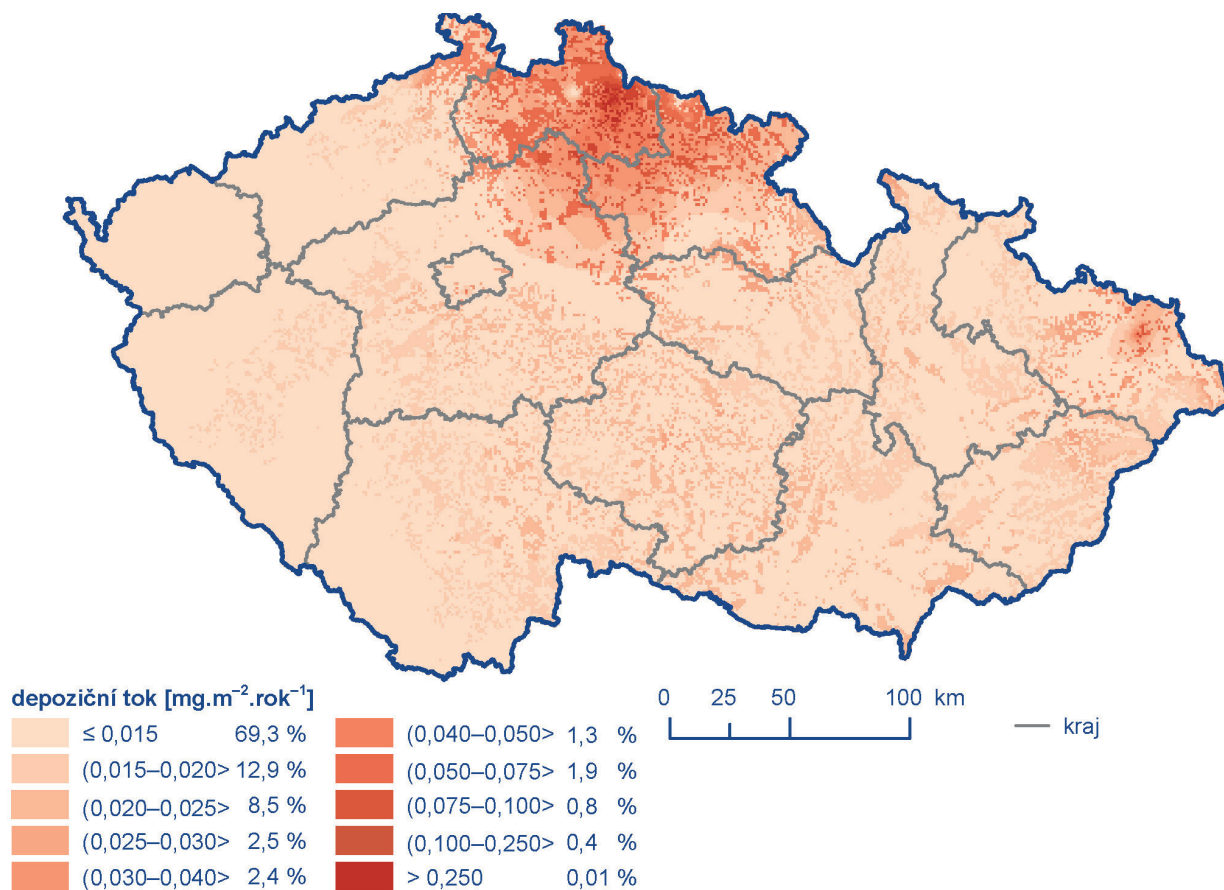 depoziční tok [mg.m⁻².rok⁻¹]
≤ 0,015 69,3 %
(0,015–0,020> 12,9 %
(0,020–0,025> 8,5 %
(0,025–0,030> 2,5 %
(0,030–0,040> 2,4 %
(0,040–0,050> 1,3 %
(0,050–0,075> 1,9 %
(0,075–0,100> 0,8 %
(0,100–0,250> 0,4 %
> 0,250 0,01 %
0 25 50 100 km
kraj